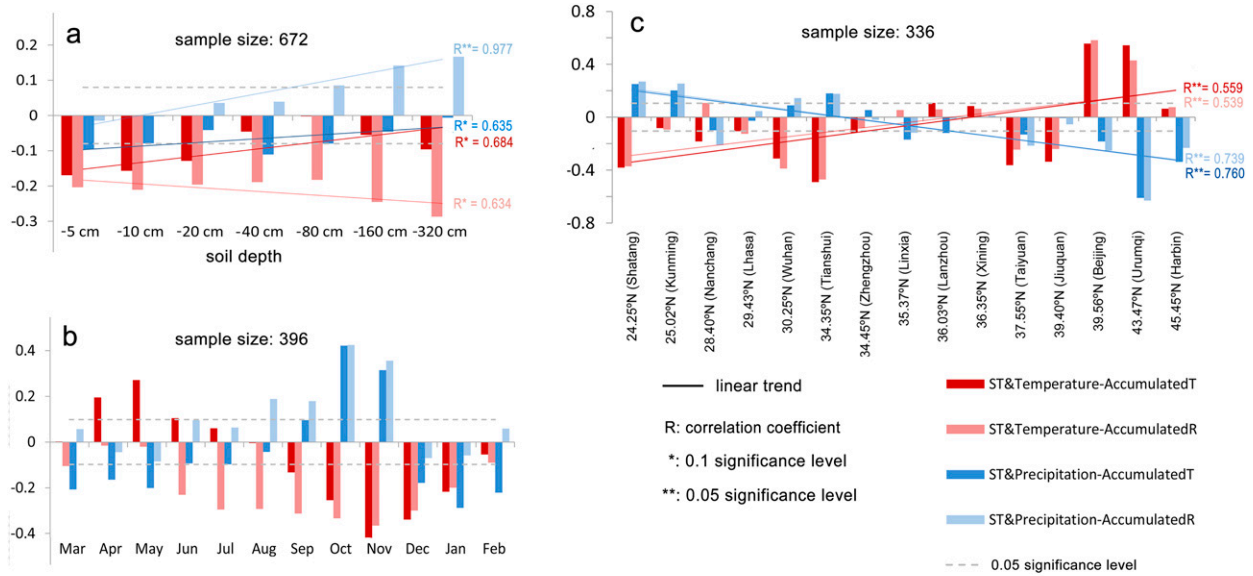 a
sample size: 672
0.2
0.1
0
-0.1
-0.2
-0.3
R**= 0.977
R* = 0.635
R* = 0.684
R* = 0.634
-5 cm -10 cm -20 cm -40 cm -80 cm -160 cm -320 cm
soil depth
b
sample size: 396
0.4
0.2
0
-0.2
-0.4
Mar Apr May Jun Jul Aug Sep Oct Nov Dec Jan Feb
c
sample size: 336
0.8
0.4
0
-0.4
-0.8
R**= 0.559
R**= 0.539
R**= 0.739
R**= 0.760
24.25ºN (Shatang)
25.02ºN (Kunming)
28.40ºN (Nanchang)
29.43ºN (Lhasa)
30.25ºN (Wuhan)
34.35ºN (Tianshui)
34.45ºN (Zhengzhou)
35.37ºN (Linxia)
36.03ºN (Lanzhou)
36.35ºN (Xining)
37.55ºN (Taiyuan)
39.40ºN (Jiuquan)
39.56ºN (Beijing)
43.47ºN (Urumqi)
45.45ºN (Harbin)
linear trend
R: correlation coefficient
*: 0.1 significance level
**: 0.05 significance level
ST&Temperature-AccumulatedT
ST&Temperature-AccumulatedR
ST&Precipitation-AccumulatedT
ST&Precipitation-AccumulatedR
0.05 significance level